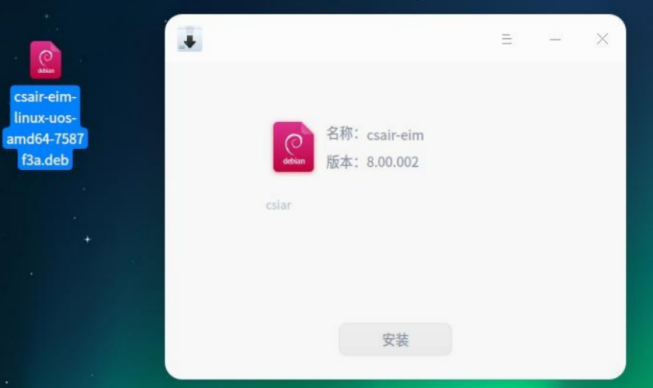 debian
csair-eim-
linux-uos-
amd64-7587
f3a.deb
debian
名称： csair-eim
版本： 8.00.002
csiar
安装